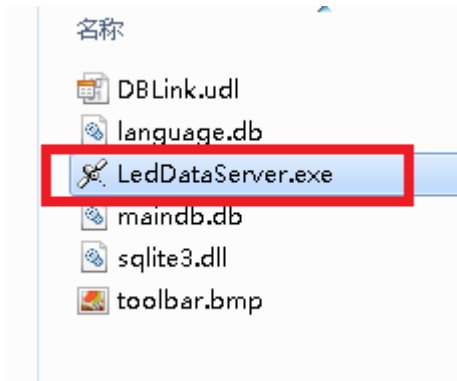 名称
DBLink.udl
language.db
LedDataServer.exe
maindb.db
sqlite3.dll
toolbar.bmp